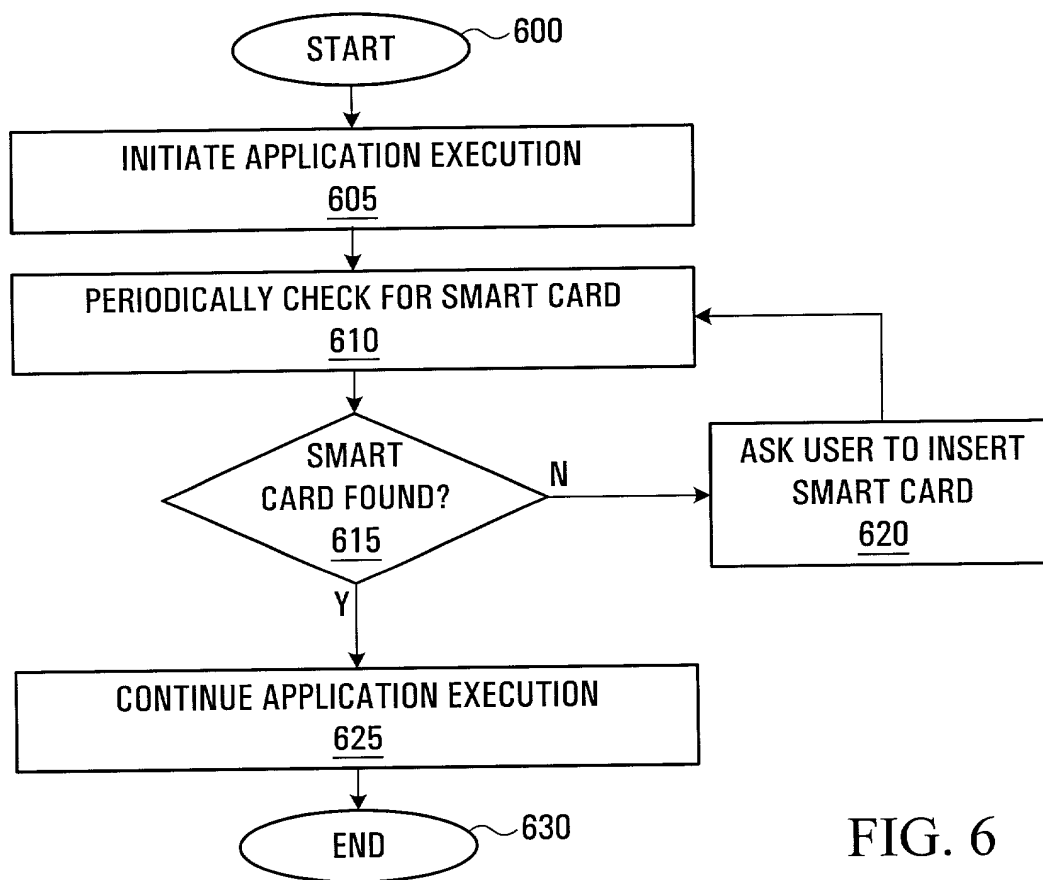 START
600
INITIATE APPLICATION EXECUTION
605
PERIODICALLY CHECK FOR SMART CARD
610
SMART
CARD FOUND?
615
N
ASK USER TO INSERT
SMART CARD
620
Y
CONTINUE APPLICATION EXECUTION
625
END
630
FIG. 6